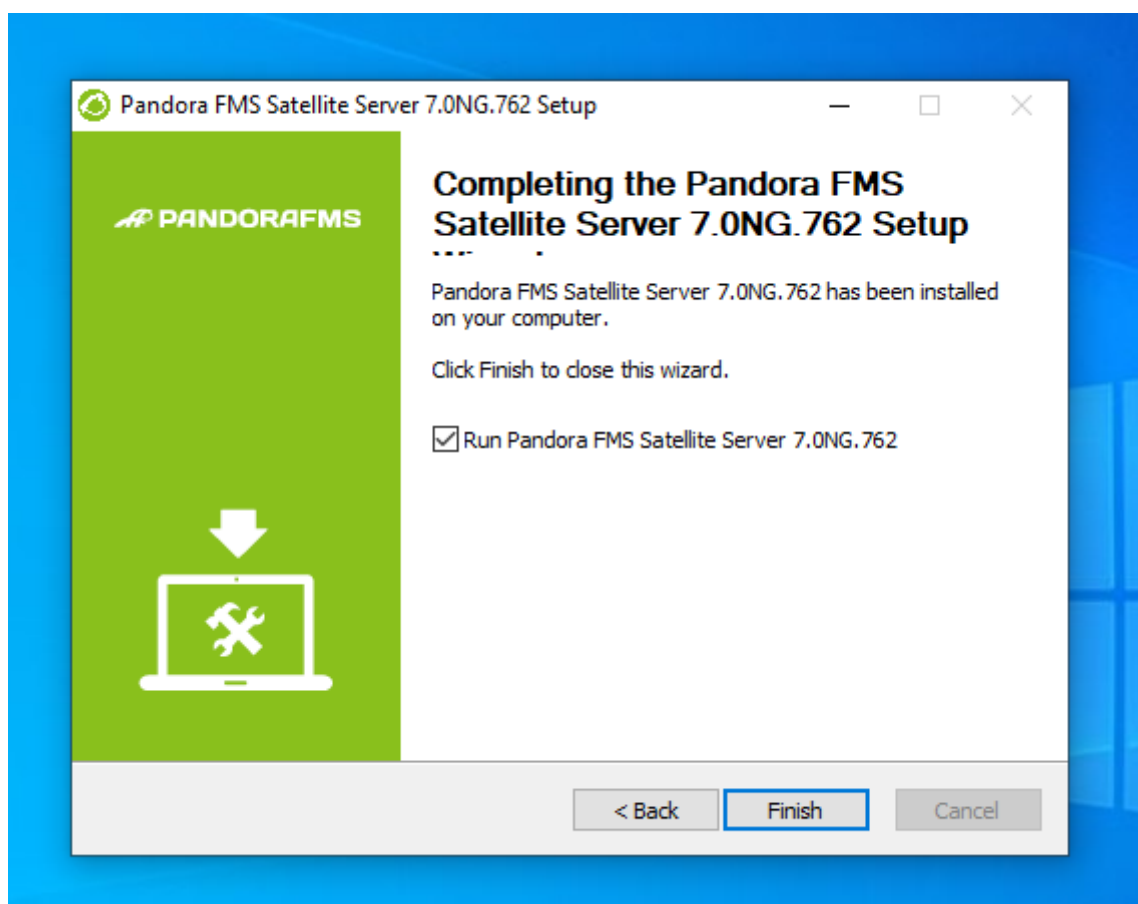 Pandora FMS Satellite Server 7.0NG.762 Setup
PANDORAFMS
Completing the Pandora FMS
Satellite Server 7.0NG.762 Setup
Pandora FMS Satellite Server 7.0NG.762 has been installed
on your computer.
Click Finish to close this wizard.
Run Pandora FMS Satellite Server 7.0NG.762
< Back
Finish
Cancel